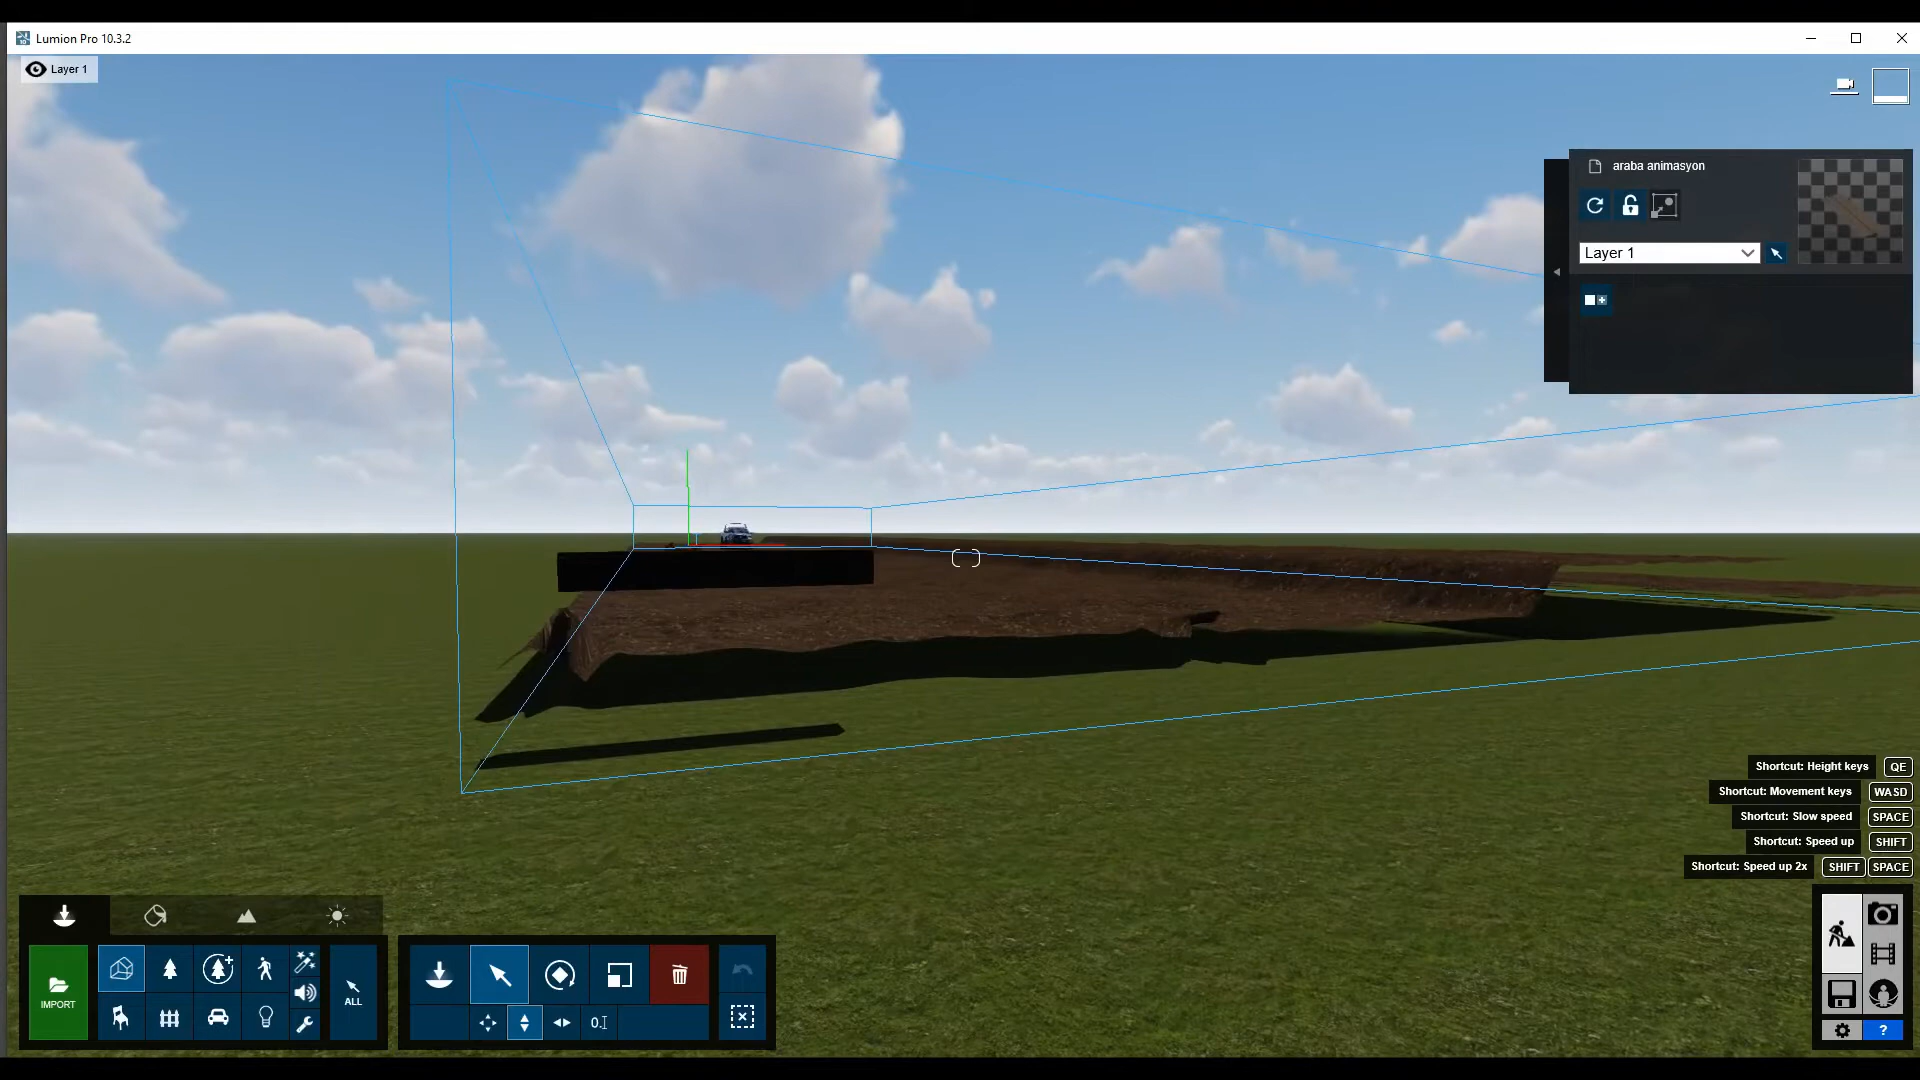 Lumion Pro 10.3.2
Layer 1
araba animasyon
Layer 1
Shortcut: Height keys QE
Shortcut: Movement keys WASD
Shortcut: Slow speed SPACE
Shortcut: Speed up SHIFT
Shortcut: Speed up 2x SHIFT SPACE
IMPORT
ALL
0.
?